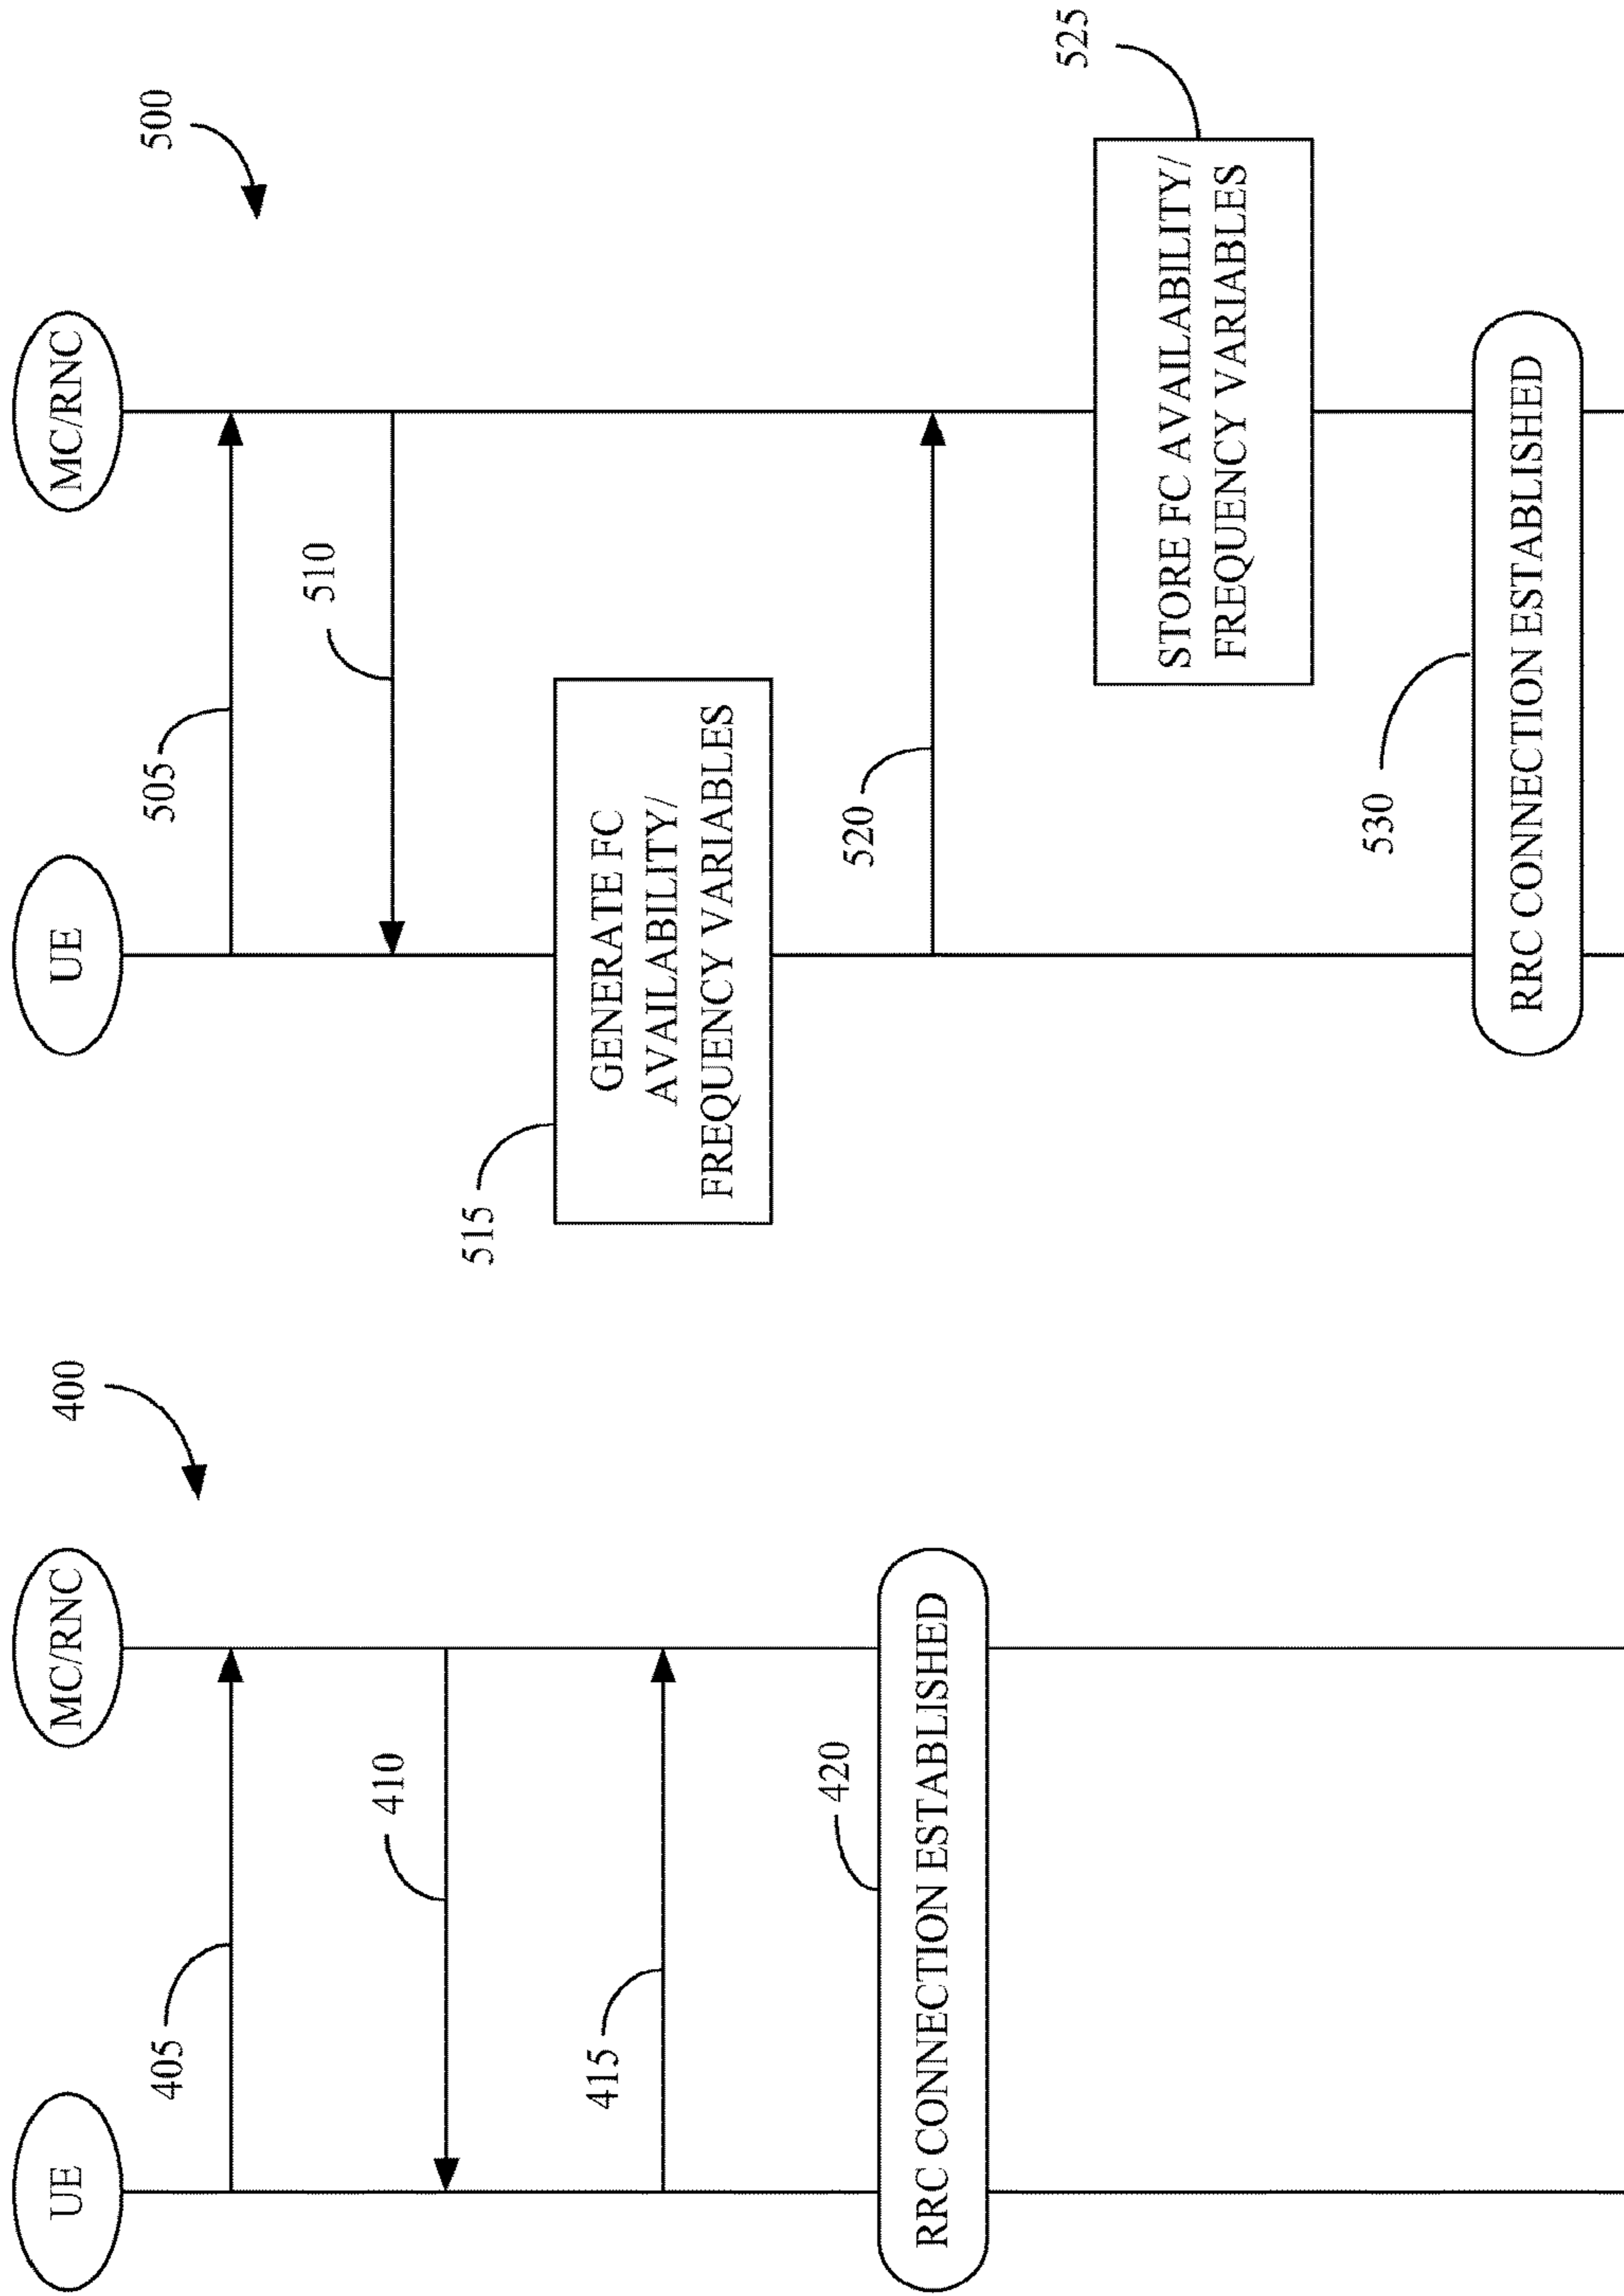 UE
MC/RNC
400
405
410
415
420
RRC CONNECTION ESTABLISHED
UE
MC/RNC
500
505
510
515
GENERATE FC
AVAILABILITY/
FREQUENCY VARIABLES
520
525
STORE FC AVAILABILITY/
FREQUENCY VARIABLES
530
RRC CONNECTION ESTABLISHED